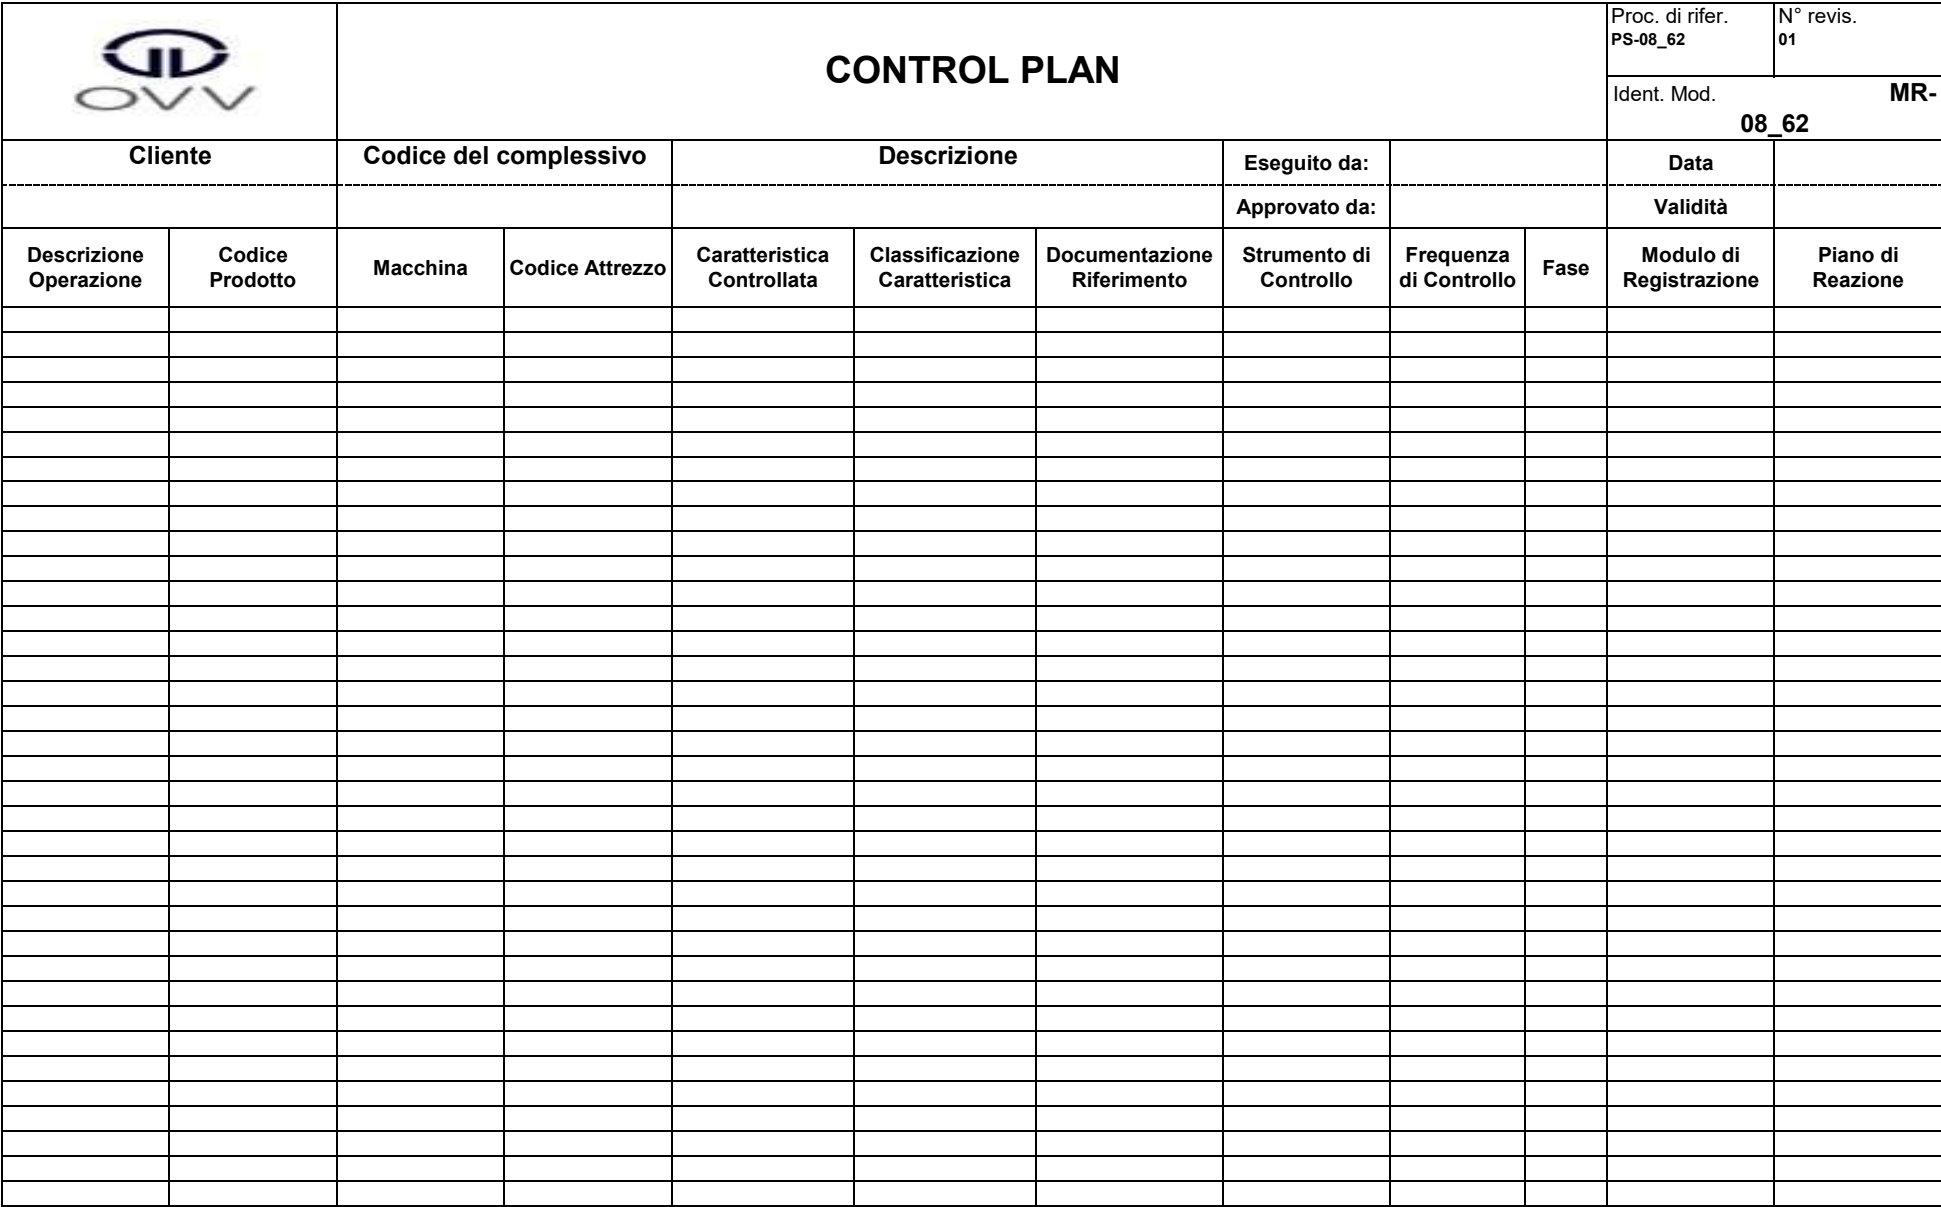 OVV
CONTROL PLAN
Proc. di rifer.
PS-08_62
N° revis.
01
Ident. Mod. MR-
08_62
Cliente
Codice del complessivo
Descrizione
Eseguito da:
Data
Approvato da:
Validità
Descrizione
Operazione
Codice
Prodotto
Macchina
Codice Attrezzo
Caratteristica
Controllata
Classificazione
Caratteristica
Documentazione
Riferimento
Strumento di
Controllo
Frequenza
di Controllo
Fase
Modulo di
Registrazione
Piano di
Reazione